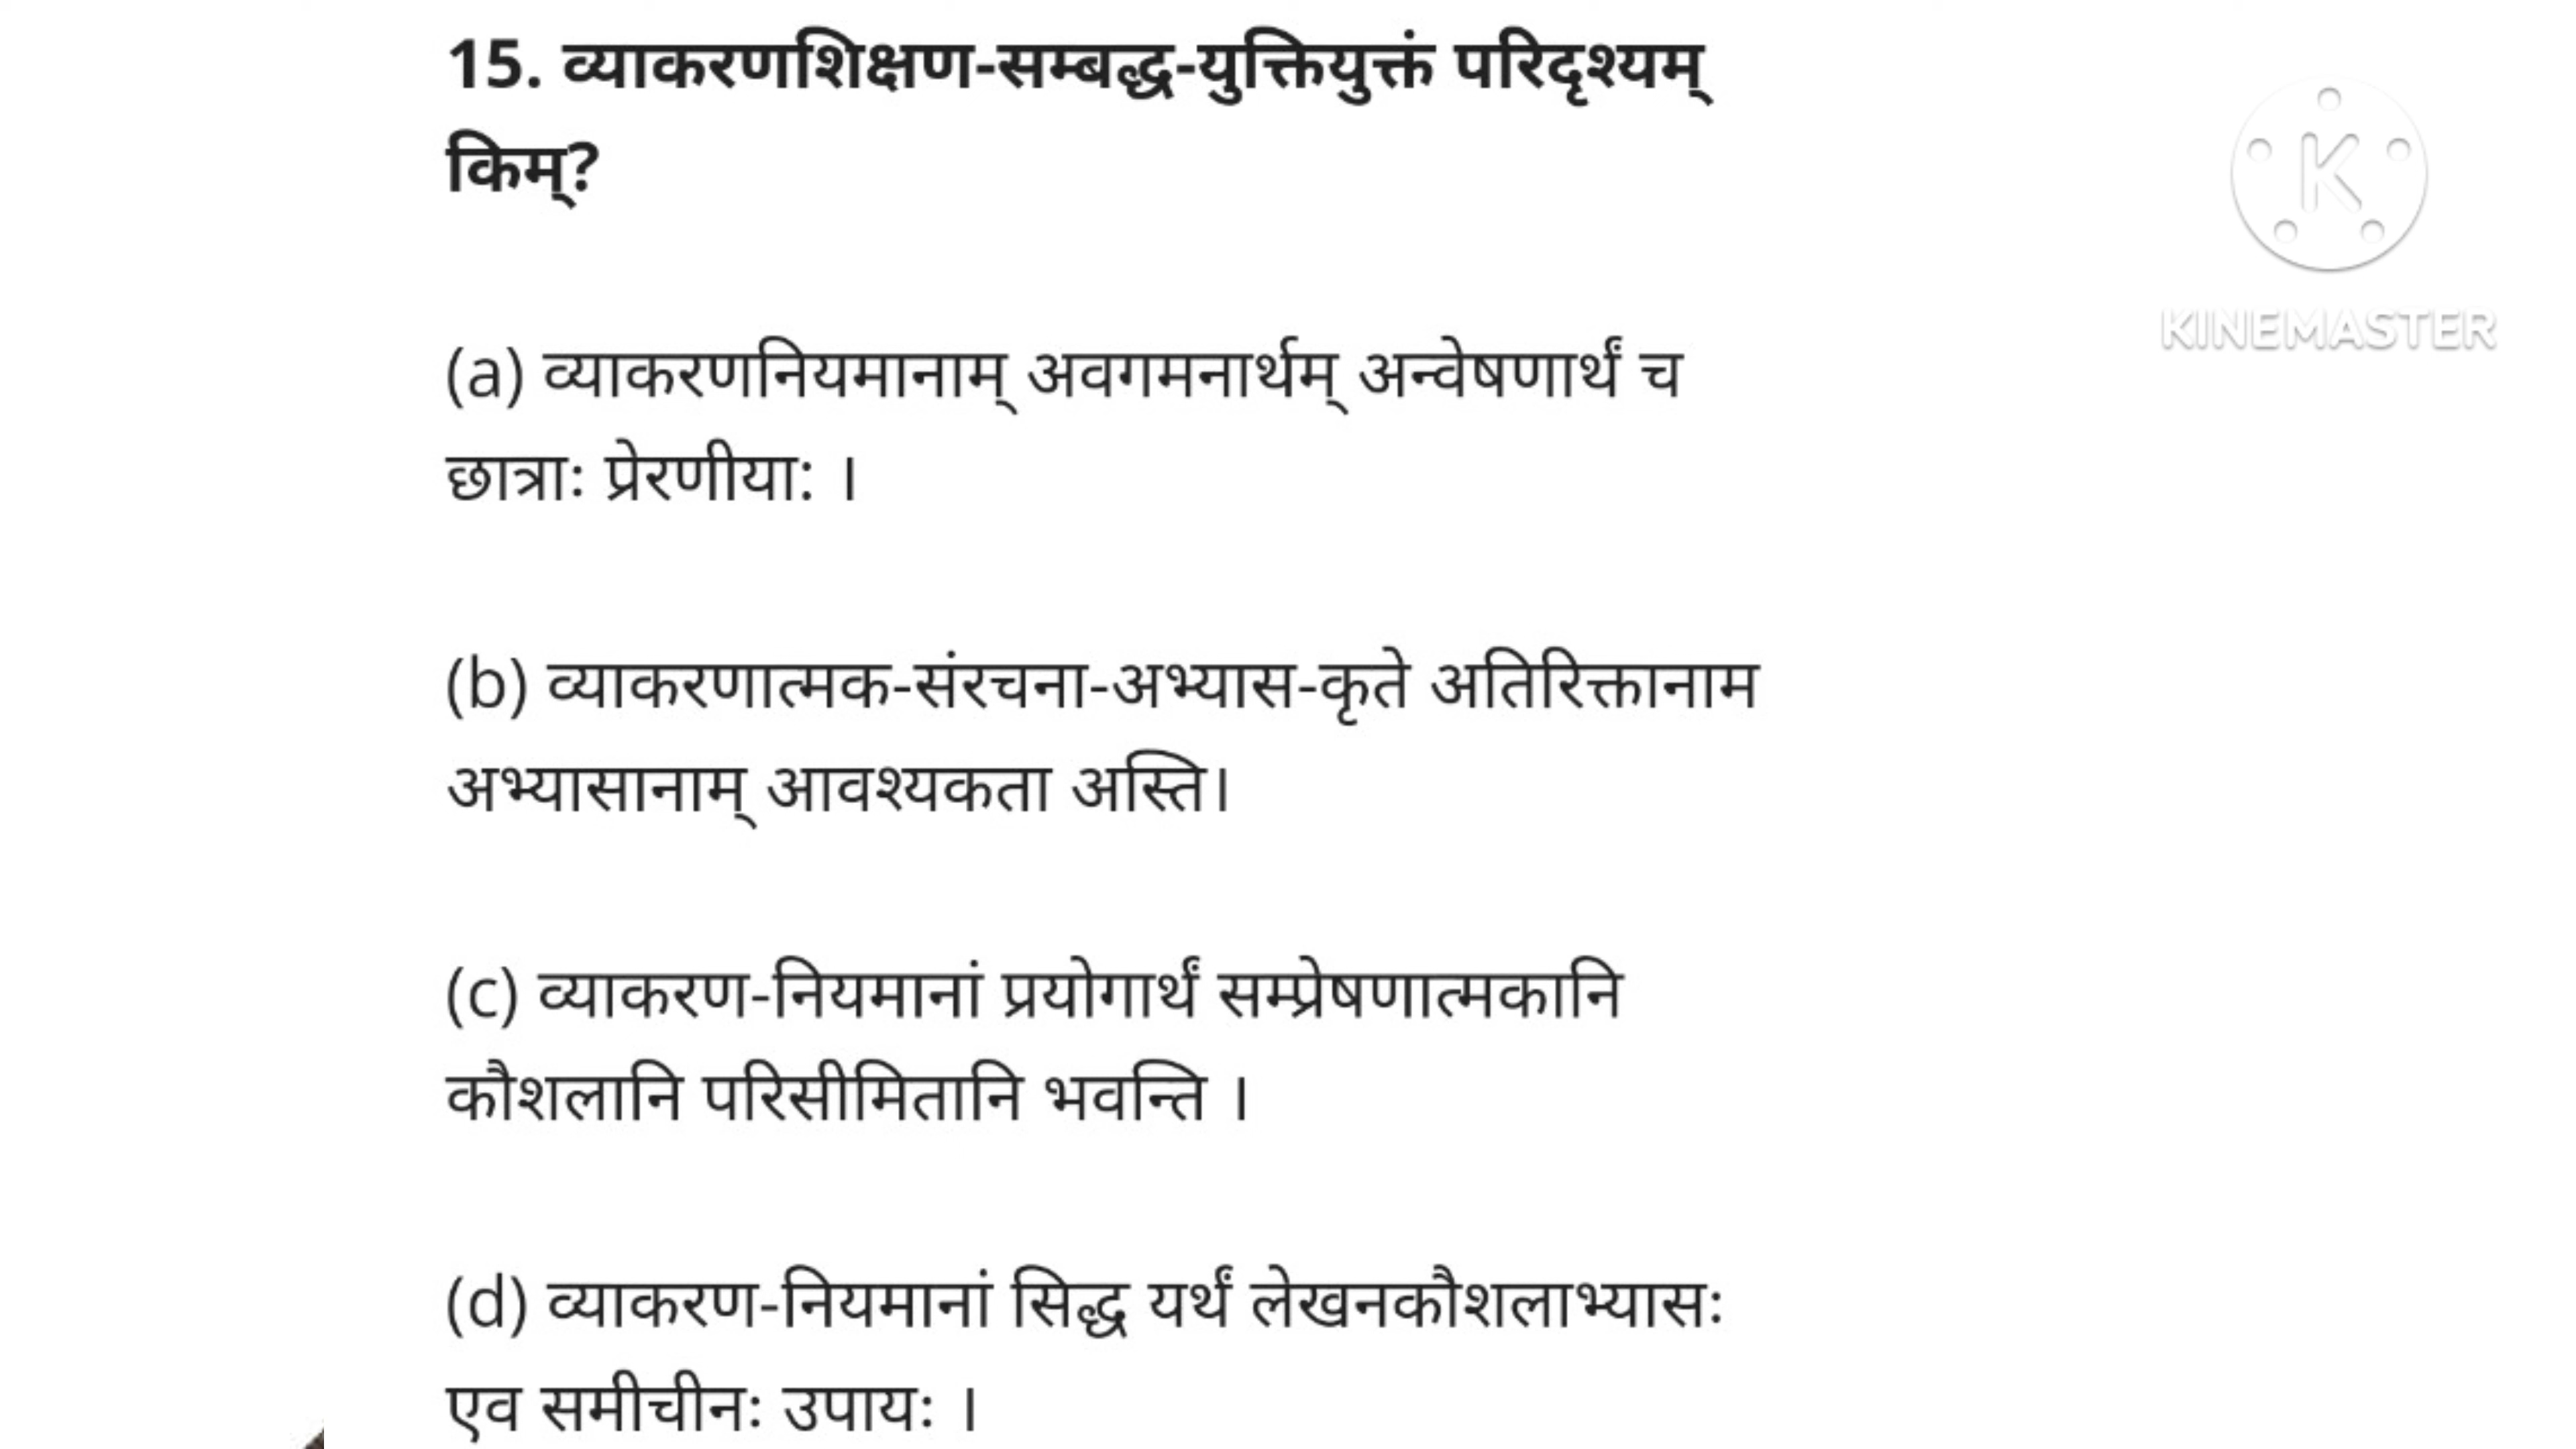 15. व्याकरणशिक्षण-सम्बद्ध-युक्तियुक्तं परिदृश्यम्
किम्?
(a) व्याकरणनियमानाम् अवगमनार्थम् अन्वेषणार्थं च
छात्राः प्रेरणीया: ।
(b) व्याकरणात्मक-संरचना-अभ्यास-कृते अतिरिक्तानाम
अभ्यासानाम् आवश्यकता अस्ति।
(c) व्याकरण-नियमानां प्रयोगार्थं सम्प्रेषणात्मकानि
कौशलानि परिसीमितानि भवन्ति ।
(d) व्याकरण-नियमानां सिद्ध यर्थं लेखनकौशलाभ्यासः
एव समीचीनः उपायः ।
K
KINEMASTER